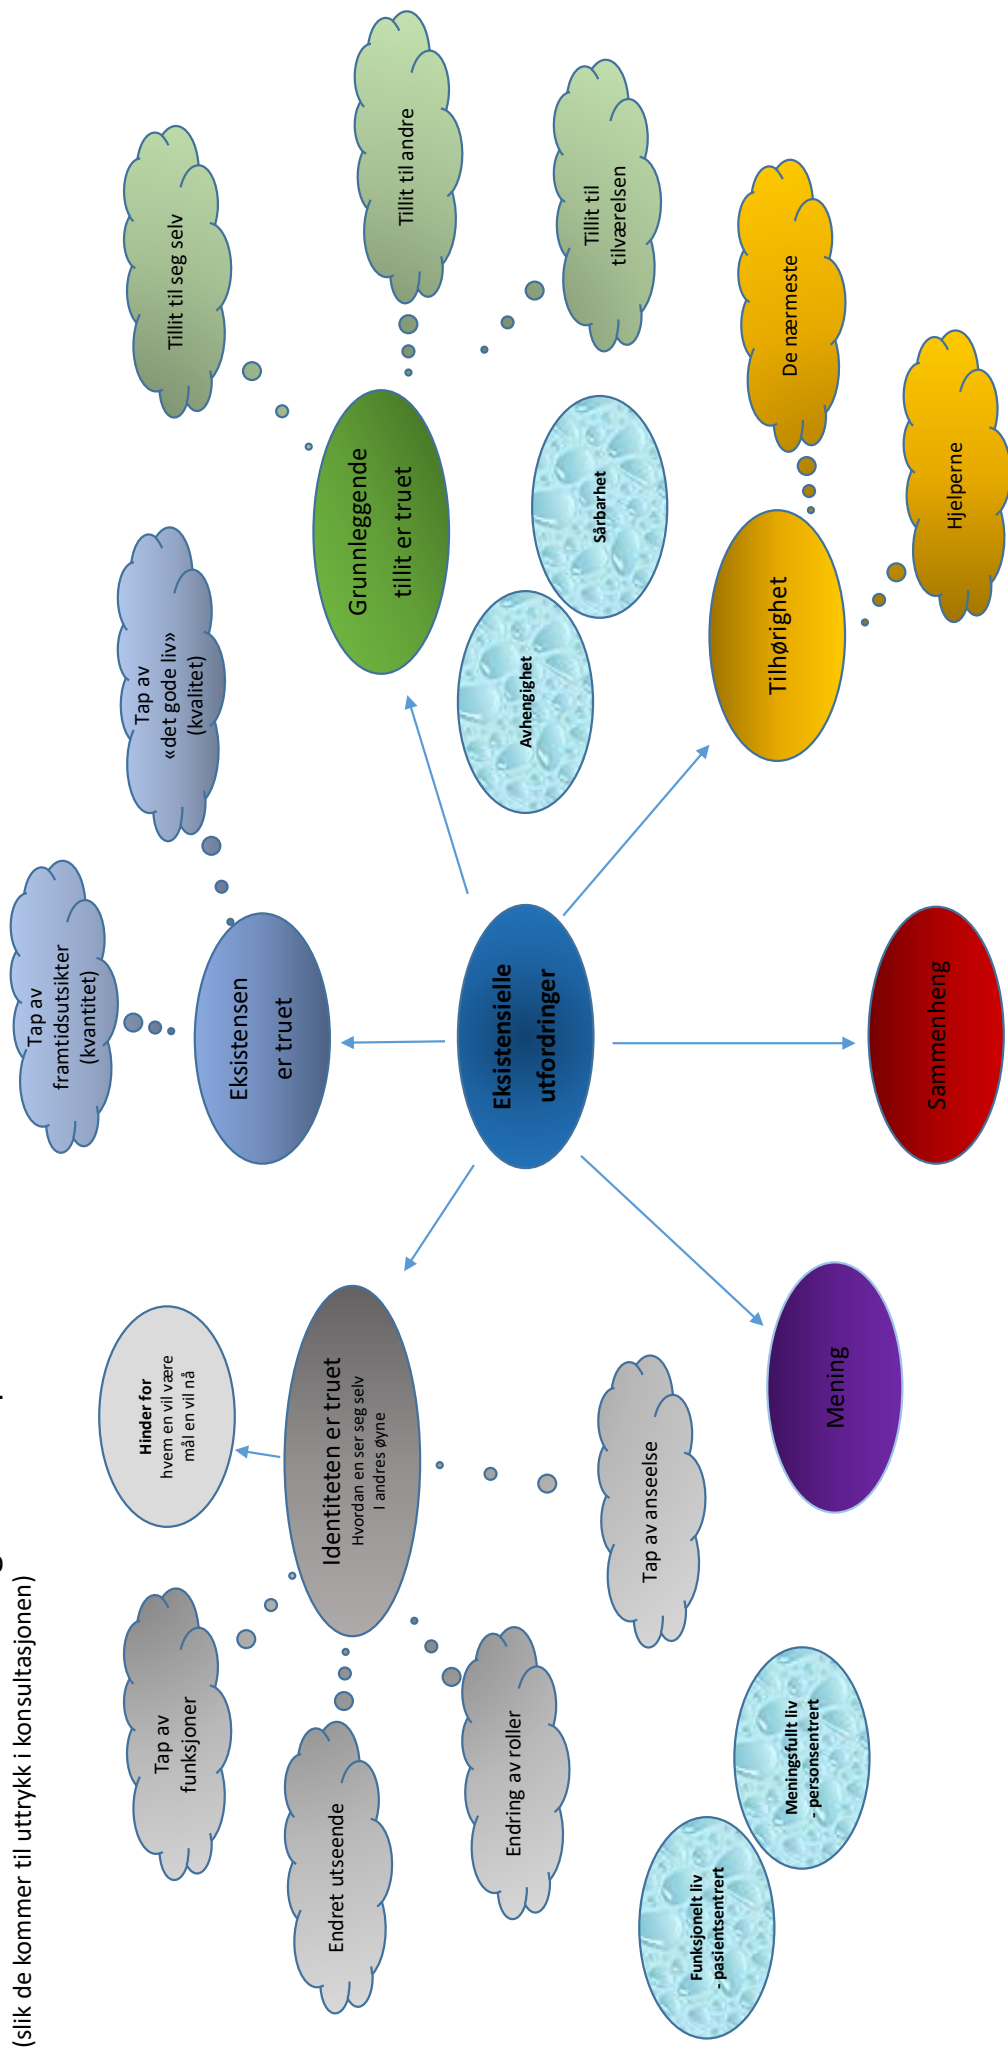 (slik de kommer til uttrykk i konsultasjonen)
Tap av
framtidsutsikter
(kvantitet)
Tap av
«det gode liv»
(kvalitet)
Tillit til seg selv
Tillit til andre
Tillit til
tilværelsen
Eksistensen
er truet
Grunnleggende
tillit er truet
Hinder for
hvem en vil være
mål en vil nå
Tap av
funksjoner
Identiteten er truet
Hvordan en ser seg selv
I andres øyne
Endret utseende
Endring av roller
Tap av anseelse
Eksistensielle
utfordringer
Avhengighet
Sårbarhet
Tilhørighet
De nærmeste
Hjelperne
Funksjonelt liv
- pasientsentrert
Meningsfullt liv
- personsentrert
Mening
Sammenheng